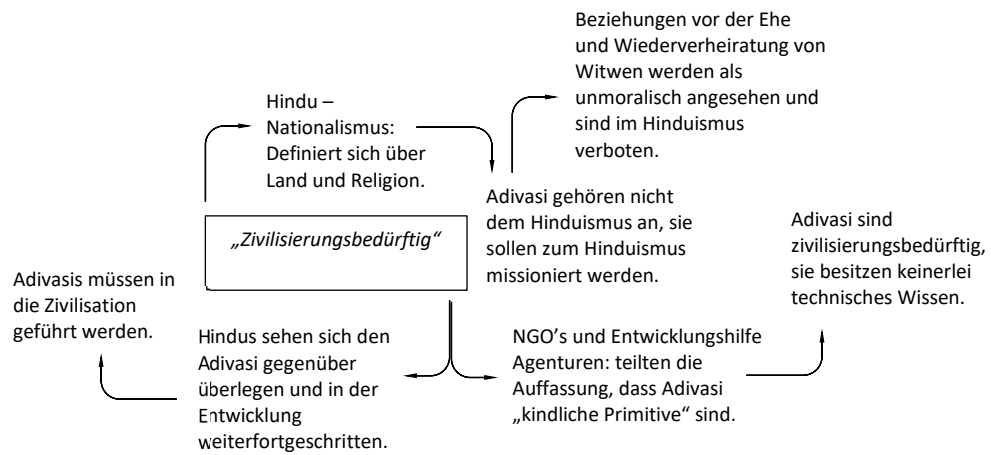 Beziehungen vor der Ehe
und Wiederverheiratung von
Witwen werden als
unmoralisch angesehen und
sind im Hinduismus
verboten.
Hindu –
Nationalismus:
Definiert sich über
Land und Religion.
Adivasi gehören nicht
dem Hinduismus an, sie
sollen zum Hinduismus
missioniert werden.
„Zivilisierungsbedürftig“
Adivasi sind
zivilisierungsbedürftig,
sie besitzen keinerlei
technisches Wissen.
Adivasis müssen in
die Zivilisation
geführt werden.
Hindus sehen sich den
Adivasi gegenüber
überlegen und in der
Entwicklung
weiterfortgeschritten.
NGO’s und Entwicklungshilfe
Agenturen: teilten die
Auffassung, dass Adivasi
„kindliche Primitive“ sind.